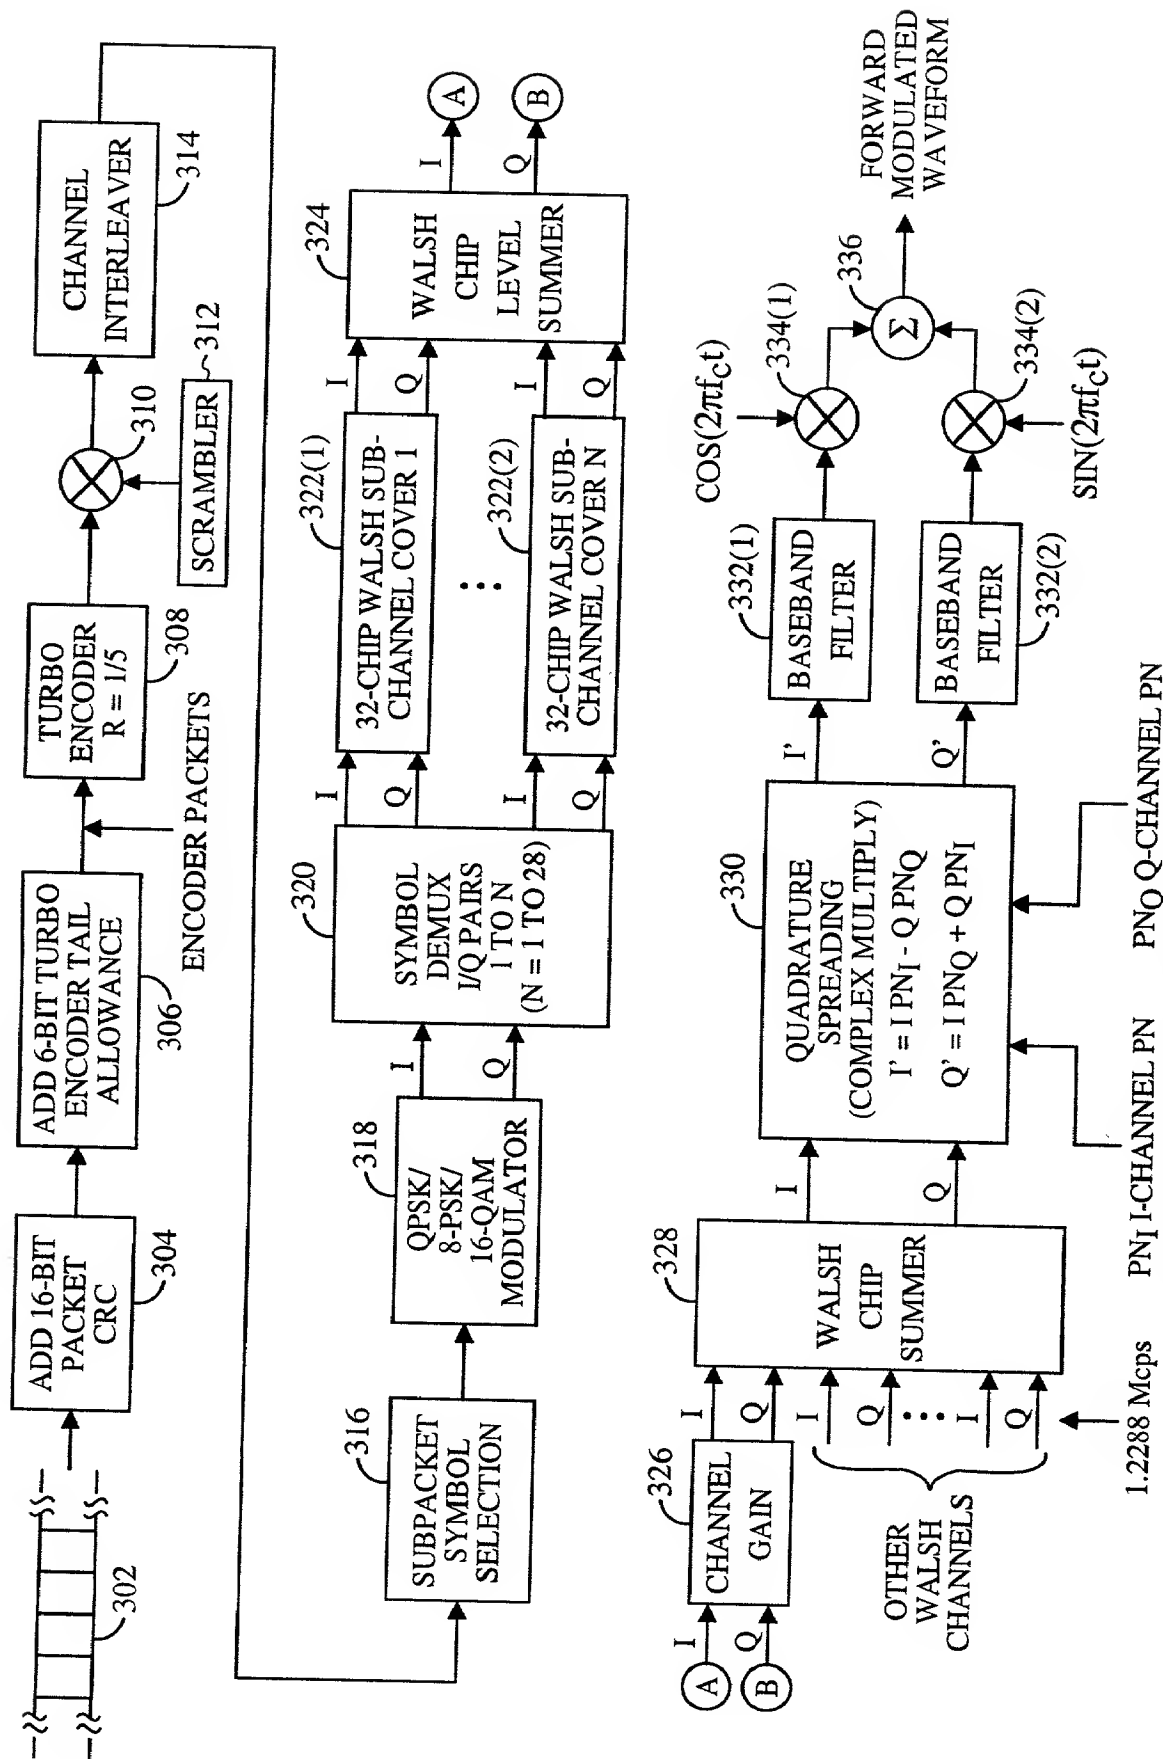 302
ADD 16-BIT
PACKET
CRC
304
ADD 6-BIT TURBO
ENCODER TAIL
ALLOWANCE
306
ENCODER PACKETS
TURBO
ENCODER
R = 1/5
308
310
SCRAMBLER
312
CHANNEL
INTERLEAVER
314
316
SUBPACKET
SYMBOL
SELECTION
318
QPSK/
8-PSK/
16-QAM
MODULATOR
I
Q
320
SYMBOL
DEMUX
I/Q PAIRS
1 TO N
(N = 1 TO 28)
I
Q
I
Q
322(1)
32-CHIP WALSH SUB-
CHANNEL COVER 1
322(2)
32-CHIP WALSH SUB-
CHANNEL COVER N
I
Q
I
Q
324
WALSH
CHIP
LEVEL
SUMMER
I
Q
A
B
A
B
I
Q
326
CHANNEL
GAIN
I
Q
I
Q
I
Q
OTHER
WALSH
CHANNELS
1.2288 Mcps
328
WALSH
CHIP
SUMMER
I
Q
330
QUADRATURE
SPREADING
(COMPLEX MULTIPLY)
I' = I PNI - Q PNQ
Q' = I PNQ + Q PNI
PNI I-CHANNEL PN
PNQ Q-CHANNEL PN
I'
Q'
332(1)
BASEBAND
FILTER
BASEBAND
FILTER
332(2)
COS(2πfct)
334(1)
334(2)
SIN(2πfct)
Σ
336
FORWARD
MODULATED
WAVEFORM